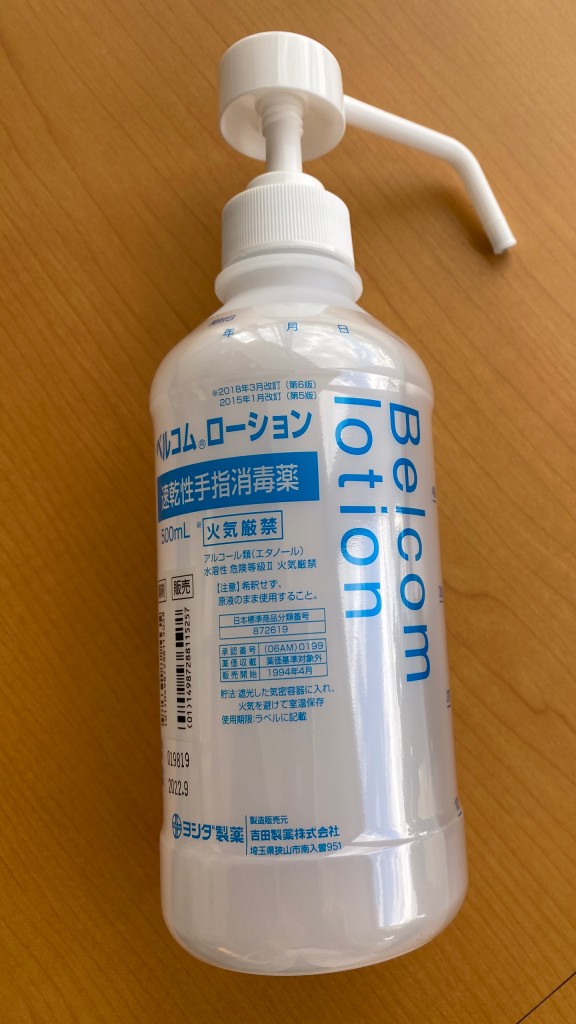 年 月 日
※2018年3月改訂（第6版）
2015年1月改訂（第5版）
ベルコム®ローション
速乾性手指消毒薬
500mL
※火気厳禁
アルコール類（エタノール）
水溶性 危険等級Ⅱ 火気厳禁
【注意】希釈せず、
原液のまま使用すること。
日本標準商品分類番号
872619
承認番号 (06AM)0199
薬価収載 薬価基準対象外
販売開始 1994年4月
貯法:遮光した気密容器に入れ、
火気を避けて室温保存
使用期限:ラベルに記載
販売
(01)14987288115257
019819
2022.9
ヨシダ製薬
製造販売元
吉田製薬株式会社
埼玉県狭山市南入曽951
Belcom
lotion